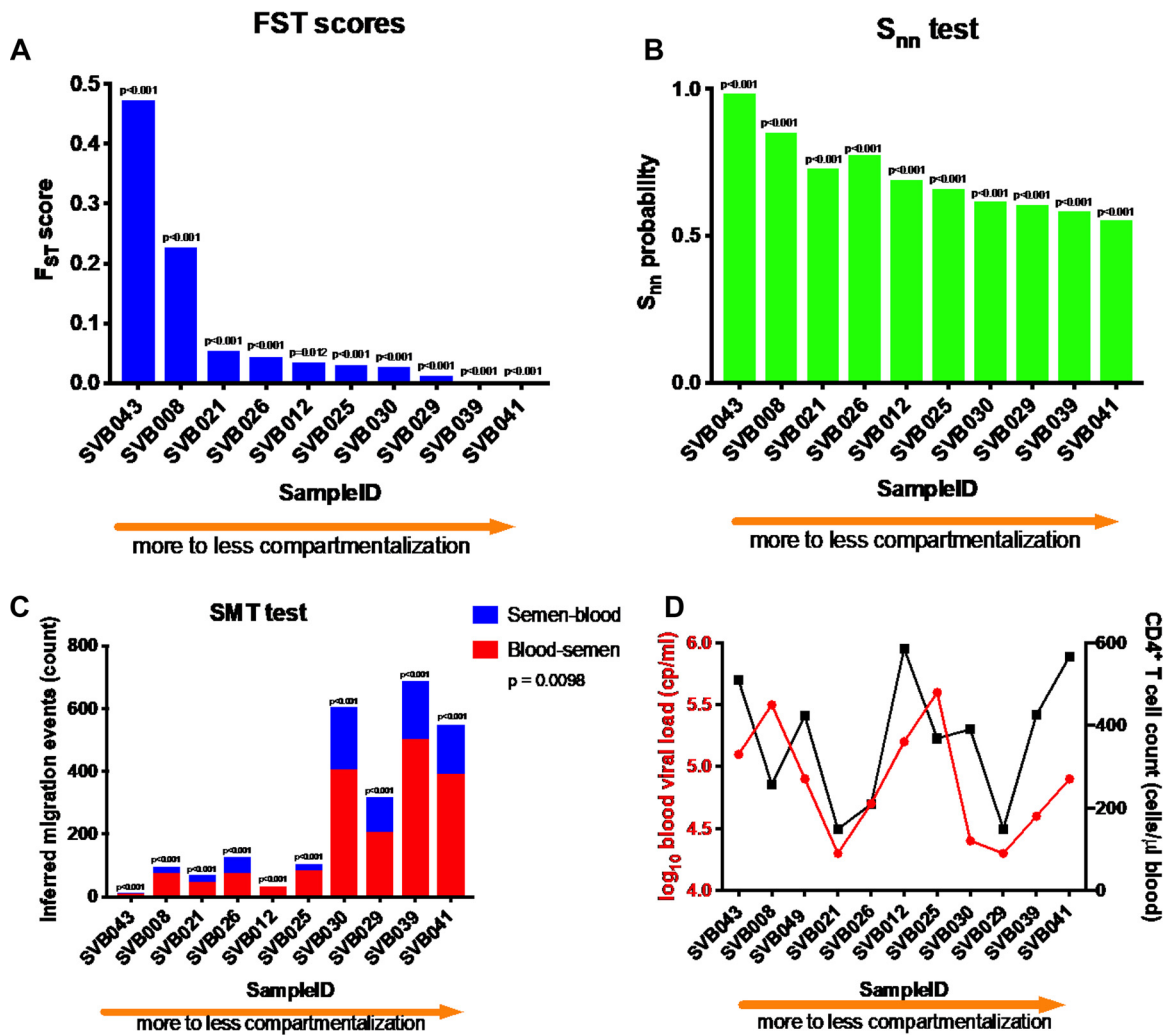 A
FST scores
F_ST score
0.5
0.4
0.3
0.2
0.1
0.0
p<0.001
p<0.001
p<0.001
p<0.001
p=0.012
p<0.001
p<0.001
p<0.001
p<0.001
p<0.001
SVB043
SVB008
SVB021
SVB026
SVB012
SVB025
SVB030
SVB029
SVB039
SVB041
SampleID
more to less compartmentalization
B
S_nn test
S_nn probability
1.0
0.5
0.0
p<0.001
p<0.001
p<0.001
p<0.001
p<0.001
p<0.001
p<0.001
p<0.001
p<0.001
p<0.001
SVB043
SVB008
SVB021
SVB026
SVB012
SVB025
SVB030
SVB029
SVB039
SVB041
SampleID
more to less compartmentalization
C
SMT test
Semen-blood
Blood-semen
p = 0.0098
Inferred migration events (count)
800
600
400
200
0
p<0.001
p<0.001
p<0.001
p<0.001
p<0.001
p<0.001
p<0.001
p<0.001
p<0.001
p<0.001
SVB043
SVB008
SVB021
SVB026
SVB012
SVB025
SVB030
SVB029
SVB039
SVB041
SampleID
more to less compartmentalization
D
log₁₀ blood viral load (cp/ml)
6.0
5.5
5.0
4.5
4.0
600
400
200
0
CD4⁺ T cell count (cells/µl blood)
SVB043
SVB008
SVB049
SVB021
SVB026
SVB012
SVB025
SVB030
SVB029
SVB039
SVB041
SampleID
more to less compartmentalization